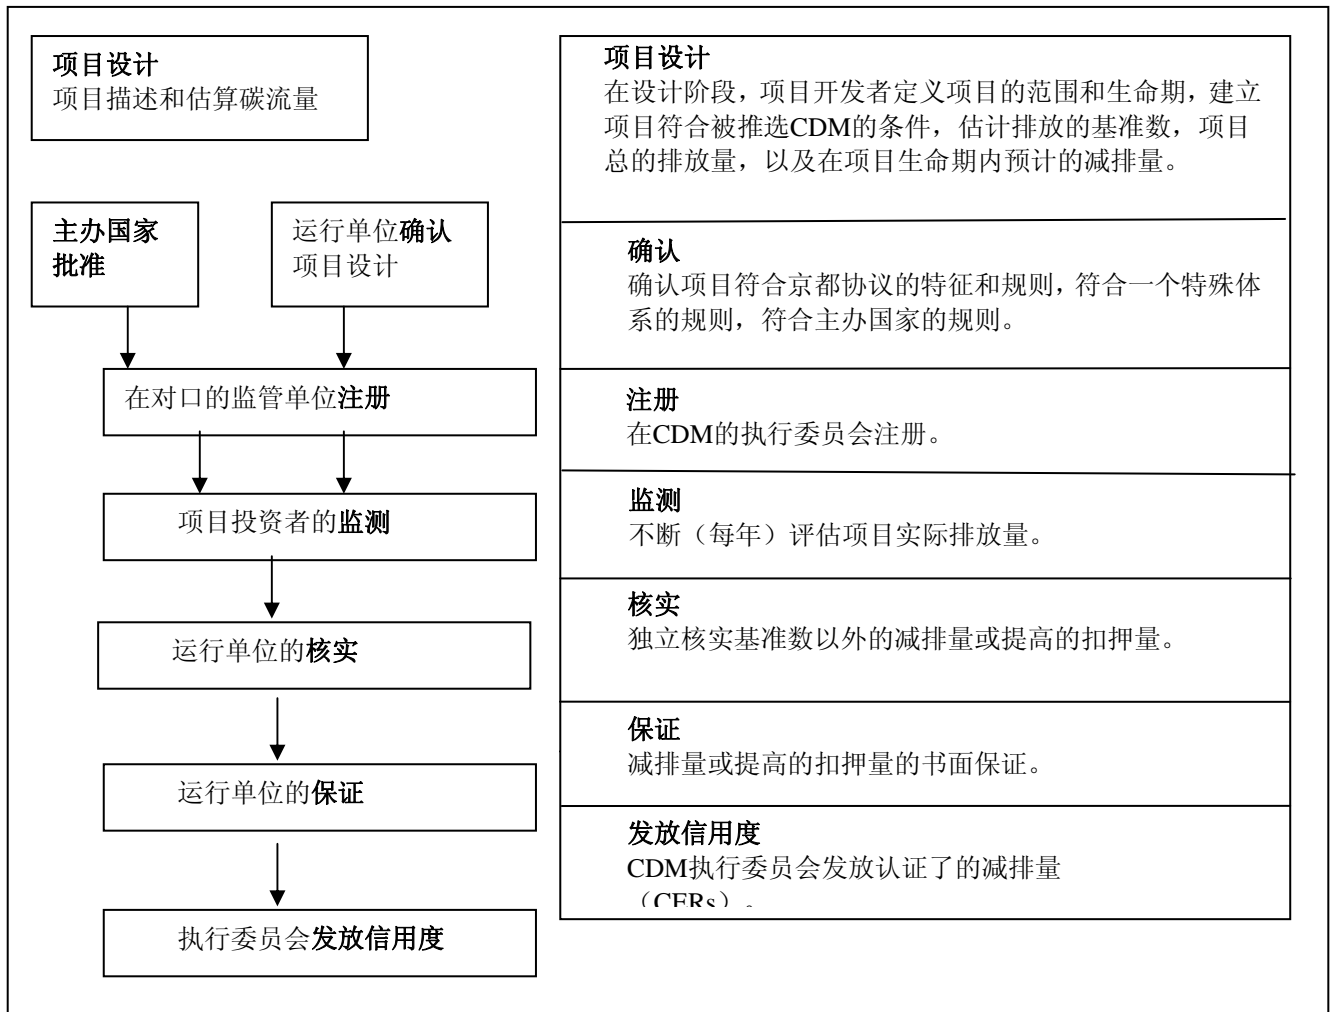 项目设计
项目描述和估算碳流量
主办国家
批准
运行单位确认
项目设计
在对口的监管单位注册
项目投资者的监测
运行单位的核实
运行单位的保证
执行委员会发放信用度
项目设计
在设计阶段，项目开发者定义项目的范围和生命期，建立
项目符合被推选CDM的条件，估计排放的基准数，项目
总的排放量，以及在项目生命期内预计的减排量。
确认
确认项目符合京都协议的特征和规则，符合一个特殊体
系的规则，符合主办国家的规则。
注册
在CDM的执行委员会注册。
监测
不断（每年）评估项目实际排放量。
核实
独立核实基准数以外的减排量或提高的扣押量。
保证
减排量或提高的扣押量的书面保证。
发放信用度
CDM执行委员会发放认证了的减排量
（CERs）。